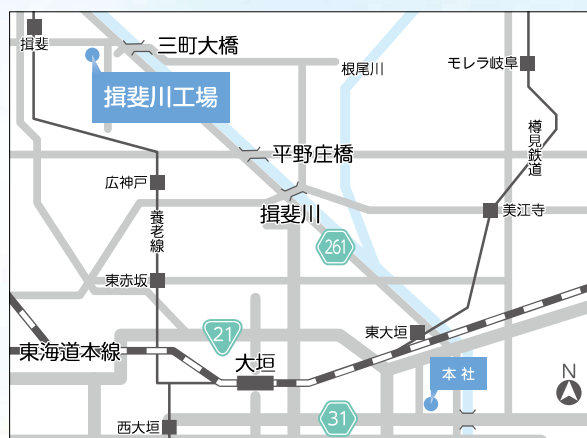 揖斐
三町大橋
根尾川
モレラ岐阜
揖斐川工場
樽見鉄道
平野庄橋
広神戸
揖斐川
美江寺
養老線
261
東赤坂
21
東大垣
東海道本線
大垣
本社
N
31
西大垣